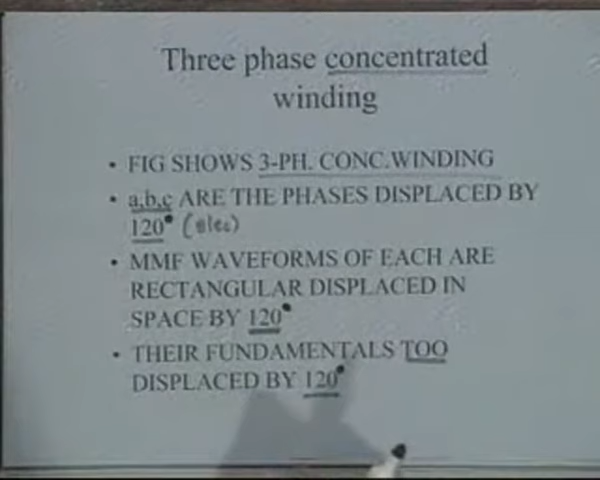 Three phase concentrated
winding
• FIG SHOWS 3-PH. CONC.WINDING
• a,b,c ARE THE PHASES DISPLACED BY
120° (elec)
• MMF WAVEFORMS OF EACH ARE
RECTANGULAR DISPLACED IN
SPACE BY 120°
• THEIR FUNDAMENTALS TOO
DISPLACED BY 120°